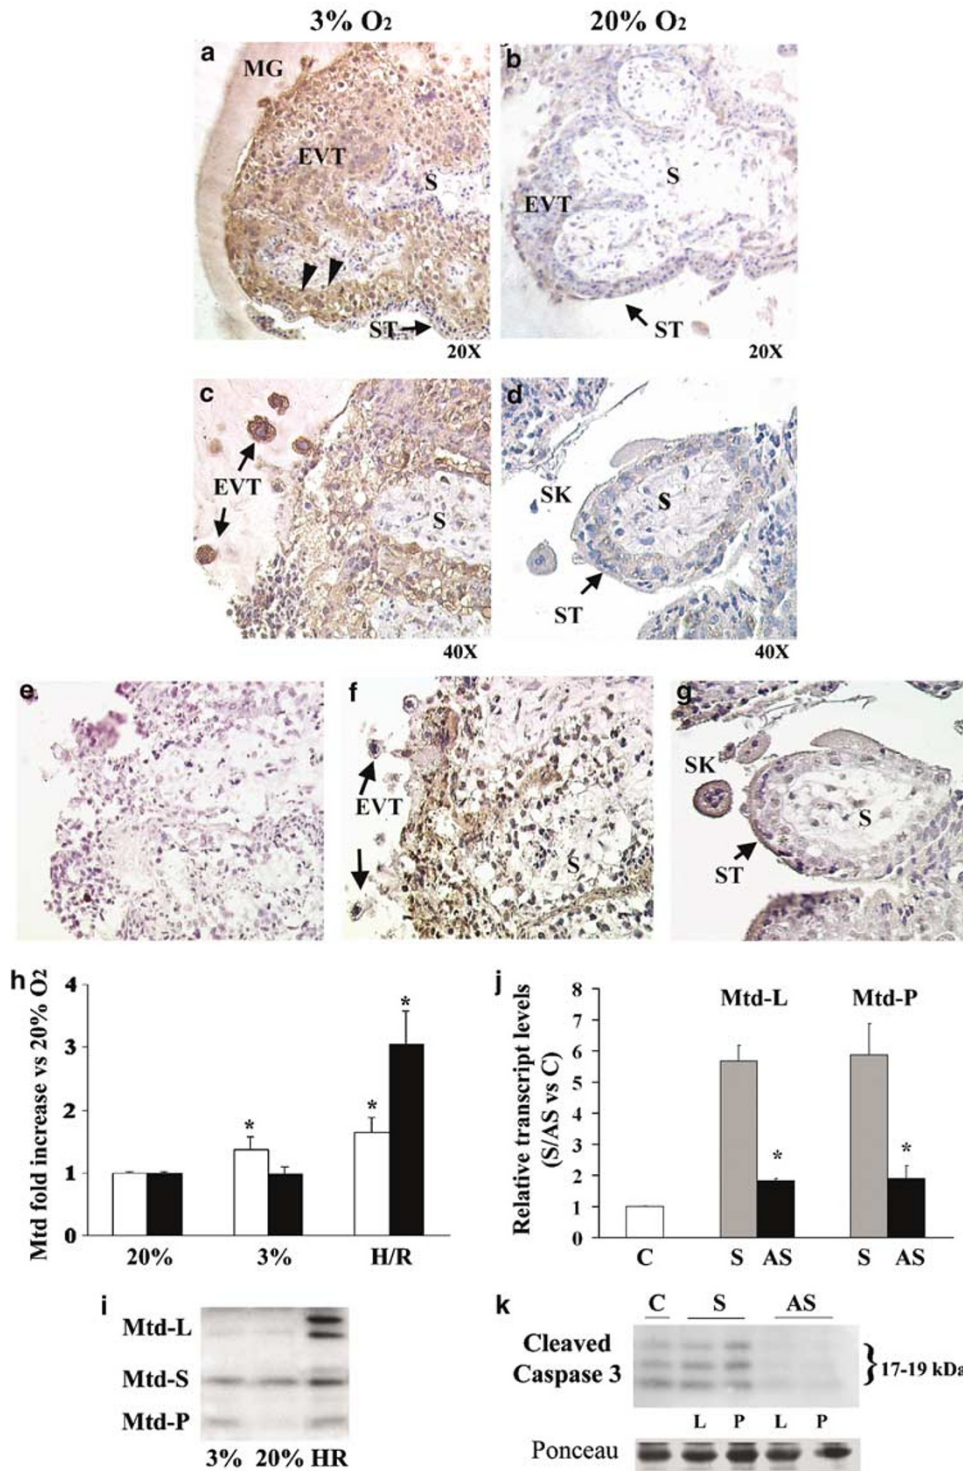 3% O2 20% O2
a b
MG
EVT
S S
EVT
ST ST
20X 20X
c d
EVT
S SK S
ST
40X 40X
e f g
EVT SK
S S
ST
h j
Mtd fold increase vs 20% O2
4
3
2
1
0
* * *
20% 3% H/R
Relative transcript levels
(S/AS vs C)
8
7
6
5
4
3
2
1
0
Mtd-L Mtd-P
* *
C S AS S AS
i
Mtd-L
Mtd-S
Mtd-P
3% 20% HR
k
C S AS
Cleaved
Caspase 3
17-19 kDa
L P L P
Ponceau